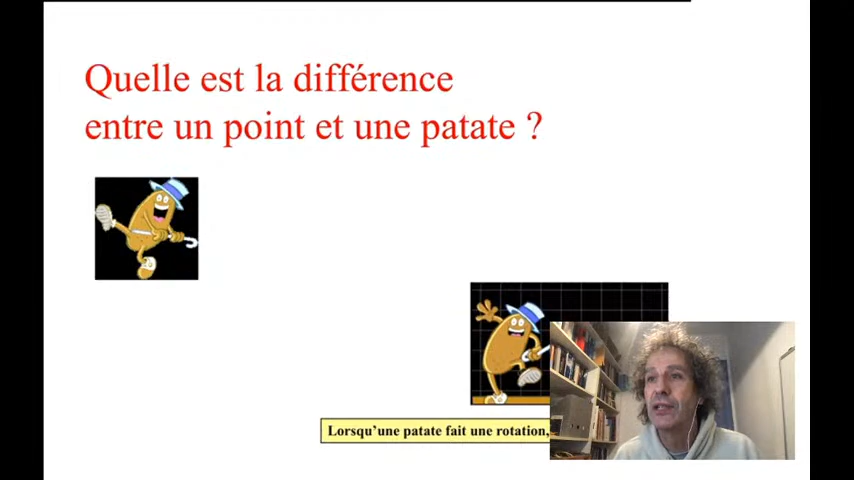 Quelle est la différence
entre un point et une patate ?
Lorsqu’une patate fait une rotation,